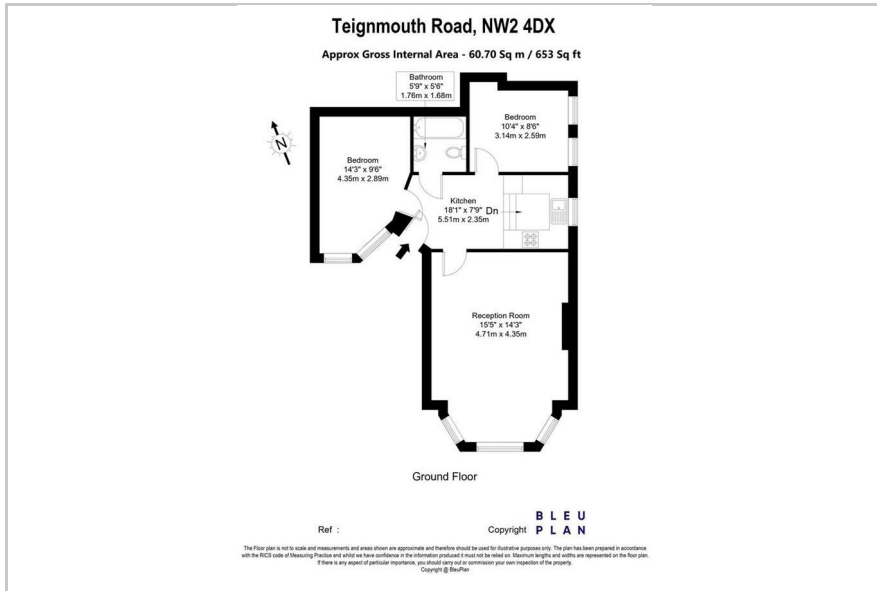 Teignmouth Road, NW2 4DX
Approx Gross Internal Area - 60.70 Sq m / 653 Sq ft
Bathroom
5'9" x 5'6"
1.76m x 1.68m
Bedroom
10'4" x 8'6"
3.14m x 2.59m
N
Bedroom
14'3" x 9'6"
4.35m x 2.89m
Kitchen
18'1" x 7'9"
5.51m x 2.35m
Dn
Reception Room
15'5" x 14'3"
4.71m x 4.35m
Ground Floor
Ref :
Copyright
BLEU
PLAN
The Floor plan is not to scale and measurements and areas shown are approximate and therefore should be used for illustrative purposes only. The plan has been prepared in accordance
with the RICS code of Measuring Practice and whilst we have confidence in the information produced it must not be relied on. Maximum lengths and widths are represented on the floor plan.
If there is any aspect of particular importance, you should carry out or commission your own inspection of the property.
Copyright @ BleuPlan